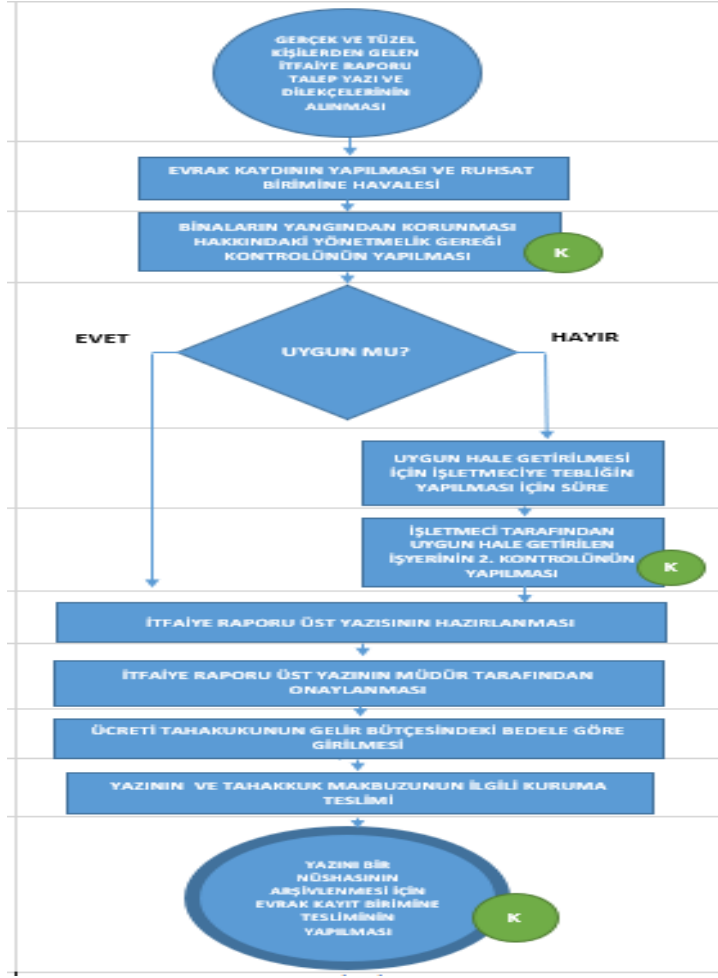 GERÇEK VE TÜZEL
KİŞİLERDEN GELEN
İTFAİYE RAPORU
TALEP YAZI VE
DİLEKÇELERİNİN
ALINMASI
EVRAK KAYDININ YAPILMASI VE RUHSAT
BİRİMİNE HAVALESİ
BİNALARIN YANGINDAN KORUNMASI
HAKKINDAKİ YÖNETMELİK GEREĞİ
KONTROLÜNÜN YAPILMASI
K
EVET
UYGUN MU?
HAYIR
UYGUN HALE GETİRİLMESİ
İÇİN İŞLETMECİYE TEBLİĞİN
YAPILMASI İÇİN SÜRE
İŞLETMECİ TARAFINDAN
UYGUN HALE GETİRİLEN
İŞYERİNİN 2. KONTROLÜNÜN
YAPILMASI
K
İTFAİYE RAPORU ÜST YAZISININ HAZIRLANMASI
İTFAİYE RAPORU ÜST YAZININ MÜDÜR TARAFINDAN
ONAYLANMASI
ÜCRETİ TAHAKUKUNUN GELİR BÜTÇESİNDEKİ BEDELE GÖRE
GİRİLMESİ
YAZININ VE TAHAKKUK MAKBUZUNUN İLGİLİ KURUMA
TESLİMİ
YAZINI BİR
NÜSHASININ
ARŞİVLENMESİ İÇİN
EVRAK KAYIT BİRİMİNE
TESLİMİNİN
YAPILMASI
K